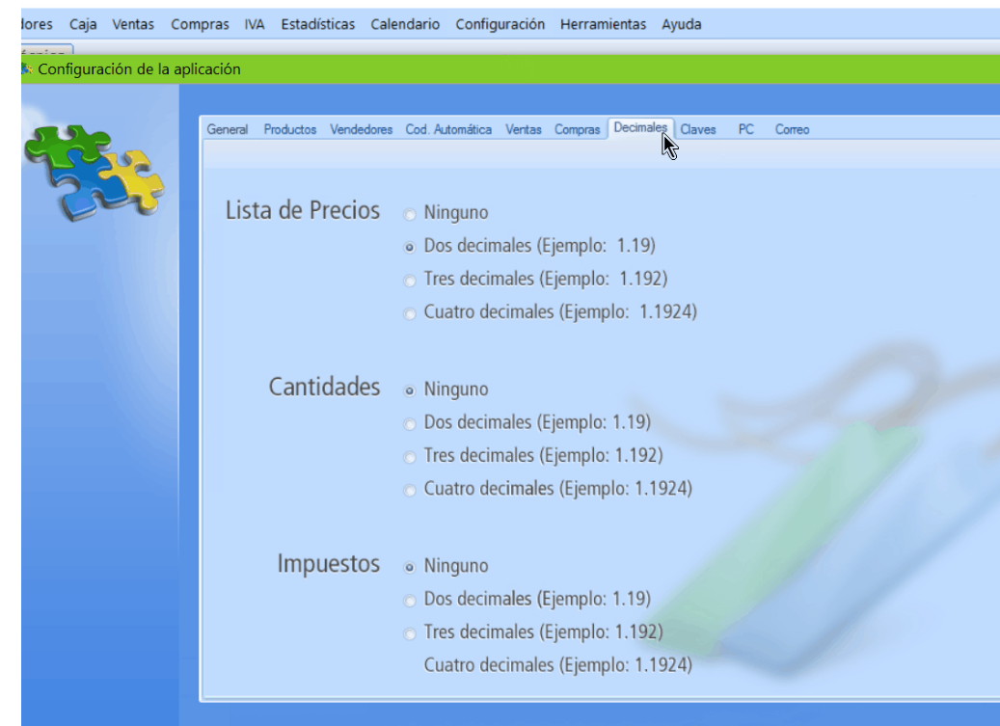 Caja Ventas Compras IVA Estadísticas Calendario Configuración Herramientas Ayuda
Configuración de la aplicación
General Productos Vendedores Cod. Automática Ventas Compras Decimales Claves PC Correo
Lista de Precios Ninguno
Dos decimales (Ejemplo: 1.19)
Tres decimales (Ejemplo: 1.192)
Cuatro decimales (Ejemplo: 1.1924)
Cantidades Ninguno
Dos decimales (Ejemplo: 1.19)
Tres decimales (Ejemplo: 1.192)
Cuatro decimales (Ejemplo: 1.1924)
Impuestos Ninguno
Dos decimales (Ejemplo: 1.19)
Tres decimales (Ejemplo: 1.192)
Cuatro decimales (Ejemplo: 1.1924)